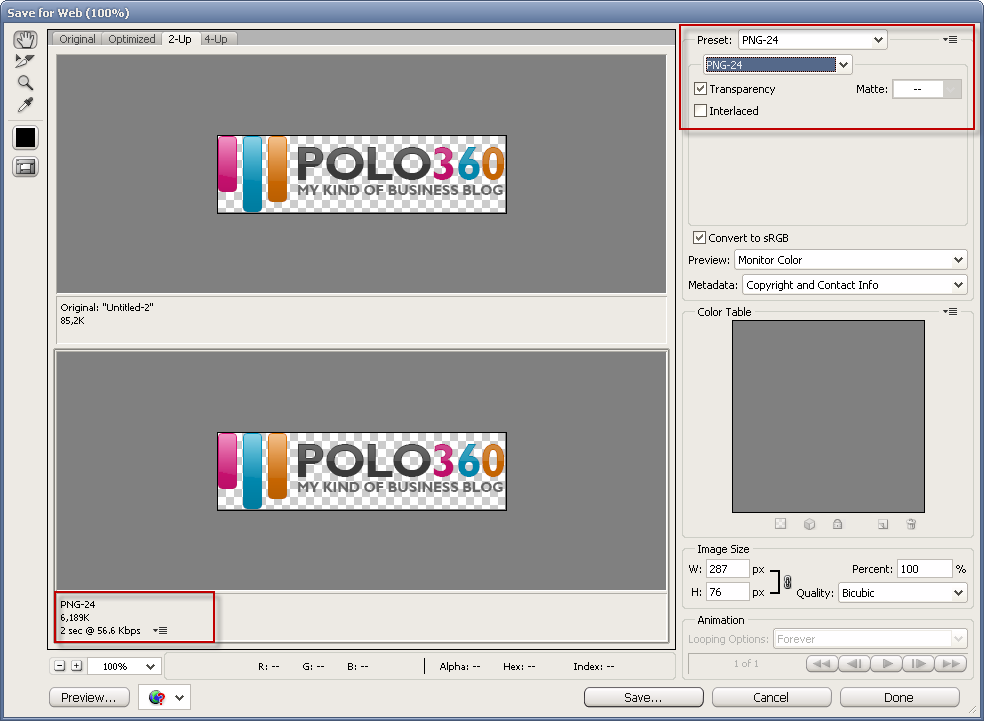 Save for Web (100%)
Original Optimized 2-Up 4-Up
POLO360
MY KIND OF BUSINESS BLOG
Original: "Untitled-2"
85,2K
POLO360
MY KIND OF BUSINESS BLOG
PNG-24
6,189K
2 sec @ 56.6 Kbps
100% R: -- G: -- B: -- Alpha: -- Hex: -- Index: --
Preview... Save... Cancel Done
Preset: PNG-24
PNG-24
Transparency Matte: --
Interlaced
Convert to sRGB
Preview: Monitor Color
Metadata: Copyright and Contact Info
Color Table
Image Size
W: 287 px Percent: 100 %
H: 76 px Quality: Bicubic
Animation
Looping Options: Forever
1 of 1